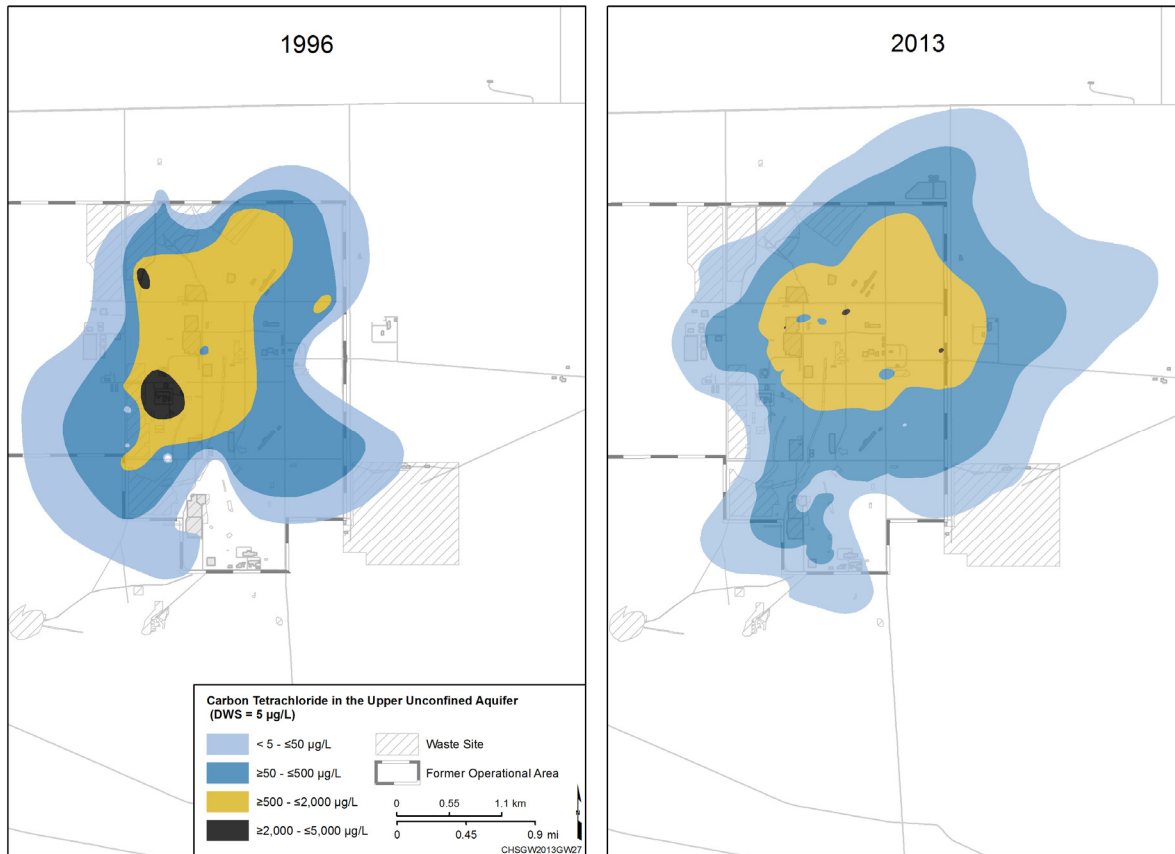 1996
2013
Carbon Tetrachloride in the Upper Unconfined Aquifer
(DWS = 5 µg/L)
< 5 - ≤50 µg/L
≥50 - ≤500 µg/L
≥500 - ≤2,000 µg/L
≥2,000 - ≤5,000 µg/L
Waste Site
Former Operational Area
0 0.55 1.1 km
0 0.45 0.9 mi
N
CHSGW2013GW27